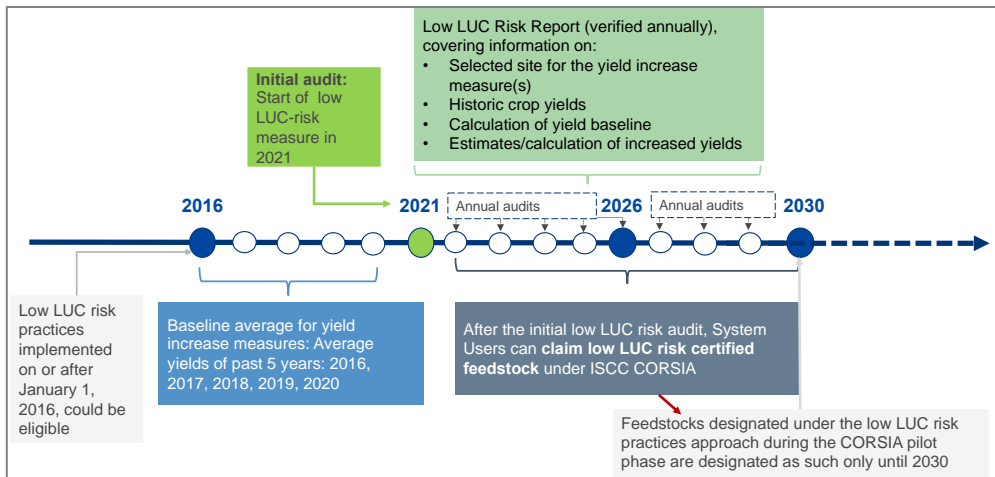 Low LUC Risk Report (verified annually),
covering information on:
• Selected site for the yield increase
measure(s)
• Historic crop yields
• Calculation of yield baseline
• Estimates/calculation of increased yields
Initial audit:
Start of low
LUC-risk
measure in
2021
2016
2021
Annual audits
2026
Annual audits
2030
Low LUC risk
practices
implemented
on or after
January 1,
2016, could be
eligible
Baseline average for yield
increase measures: Average
yields of past 5 years: 2016,
2017, 2018, 2019, 2020
After the initial low LUC risk audit, System
Users can claim low LUC risk certified
feedstock under ISCC CORSIA
Feedstocks designated under the low LUC risk
practices approach during the CORSIA pilot
phase are designated as such only until 2030